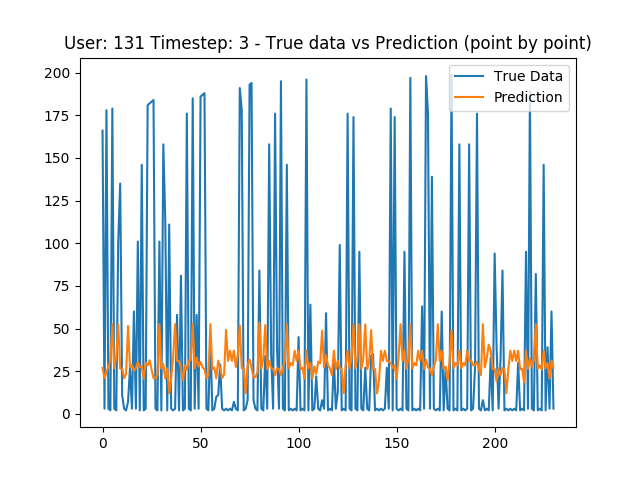 User: 131 Timestep: 3 - True data vs Prediction (point by point)
True Data
Prediction
200
175
150
125
100
75
50
25
0
0 50 100 150 200